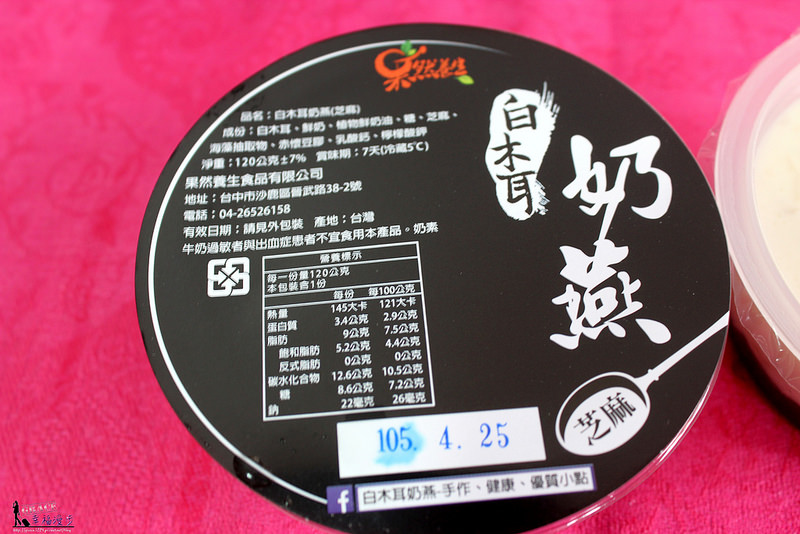 果然養生
品名：白木耳奶燕(芝麻)
成份：白木耳、鮮奶、植物鮮奶油、糖、芝麻、
海藻抽取物、赤懷豆膠、乳酸鈣、檸檬酸鉀
淨重：120公克±7% 賞味期：7天(冷藏5℃)
果然養生食品有限公司
地址：台中市沙鹿區晉武路38-2號
電話：04-26526158
有效日期：請見外包裝 產地：台灣
牛奶過敏者與出血症患者不宜食用本產品。奶素
營養標示
每一份量120公克
本包裝含1份
每份 每100公克
熱量 145大卡 121大卡
蛋白質 3.4公克 2.9公克
脂肪 9公克 7.5公克
飽和脂肪 5.2公克 4.4公克
反式脂肪 0公克 0公克
碳水化合物 12.6公克 10.5公克
糖 8.6公克 7.2公克
鈉 22毫克 26毫克
白木耳
奶燕
芝麻
105. 4. 25
f 白木耳奶燕-手作、健康、優質小點